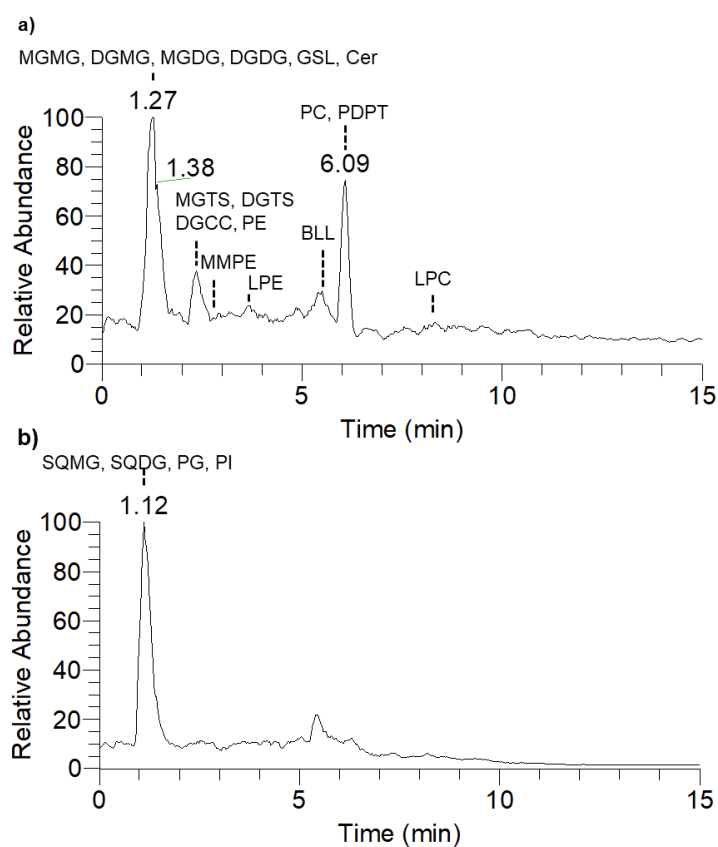 a)
MGMG, DGMG, MGDG, DGDG, GSL, Cer
1.27
PC, PDPT
100
1.38
6.09
80
MGTS, DGTS
DGCC, PE
60
BLL
MMPE
40
LPE
LPC
20
0
Relative Abundance
0 5 10 15
Time (min)
b)
SQMG, SQDG, PG, PI
1.12
100
80
60
40
20
0
Relative Abundance
0 5 10 15
Time (min)